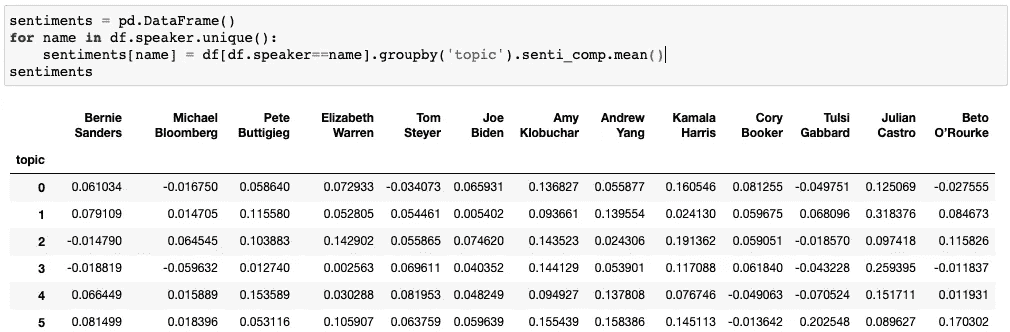 sentiments = pd.DataFrame()
for name in df.speaker.unique():
    sentiments[name] = df[df.speaker==name].groupby('topic').senti_comp.mean()
sentiments
Bernie Michael Pete Elizabeth Tom Joe Amy Andrew Kamala Cory Tulsi Julian Beto
Sanders Bloomberg Buttigieg Warren Steyer Biden Klobuchar Yang Harris Booker Gabbard Castro O'Rourke
topic
0 0.061034 -0.016750 0.058640 0.072933 -0.034073 0.065931 0.136827 0.055877 0.160546 0.081255 -0.049751 0.125069 -0.027555
1 0.079109 0.014705 0.115580 0.052805 0.054461 0.005402 0.093661 0.139554 0.024130 0.059675 0.068096 0.318376 0.084673
2 -0.014790 0.064545 0.103883 0.142902 0.055865 0.074620 0.143523 0.024306 0.191362 0.059051 -0.018570 0.097418 0.115826
3 -0.018819 -0.059632 0.012740 0.002563 0.069611 0.040352 0.144129 0.053901 0.117088 0.061840 -0.043228 0.259395 -0.011837
4 0.066449 0.015889 0.153589 0.030288 0.081953 0.048249 0.094927 0.137808 0.076746 -0.049063 -0.070524 0.151711 0.011931
5 0.081499 0.018396 0.053116 0.105907 0.063759 0.059639 0.155439 0.158386 0.145113 -0.013642 0.202548 0.089627 0.170302